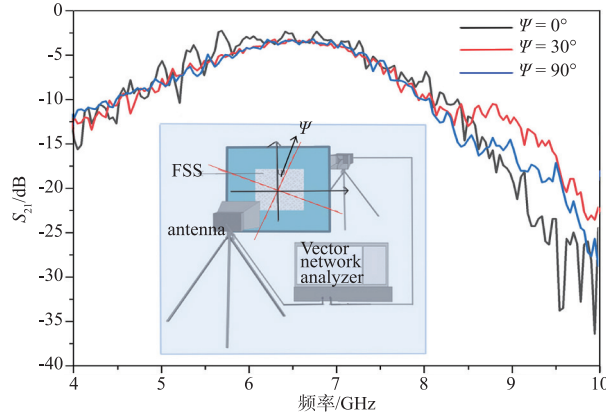 0
-5
-10
-15
-20
-25
-30
-35
-40
S21/dB
Ψ = 0°
Ψ = 30°
Ψ = 90°
Ψ
FSS
antenna
Vector
network
analyzer
4
5
6
7
8
9
10
频率/GHz